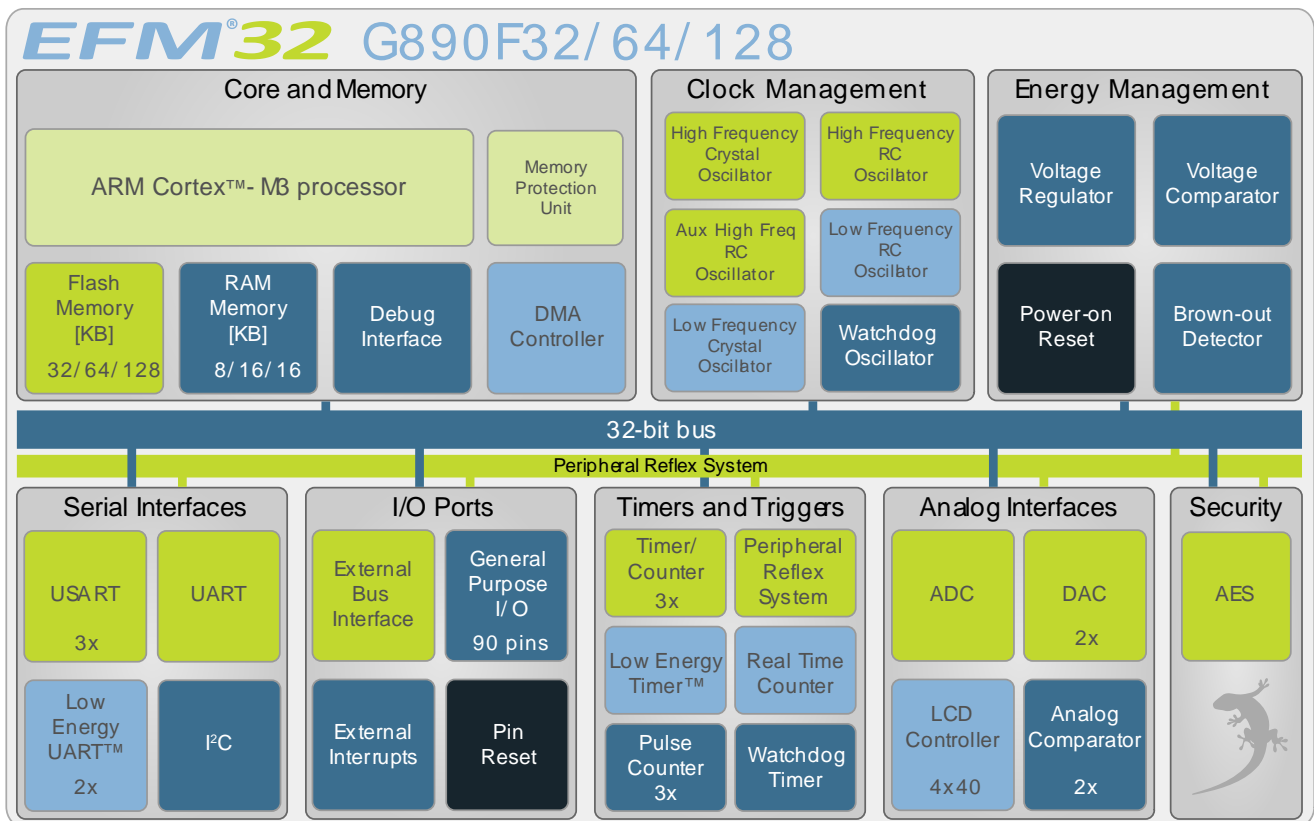 EFM®32 G890F32/64/128
Core and Memory
ARM Cortex™-M3 processor
Memory
Protection
Unit
Flash
Memory
[KB]
32/64/128
RAM
Memory
[KB]
8/16/16
Debug
Interface
DMA
Controller
Clock Management
High Frequency
Crystal
Oscillator
High Frequency
RC
Oscillator
Aux High Freq
RC
Oscillator
Low Frequency
RC
Oscillator
Low Frequency
Crystal
Oscillator
Watchdog
Oscillator
Energy Management
Voltage
Regulator
Voltage
Comparator
Power-on
Reset
Brown-out
Detector
32-bit bus
Peripheral Reflex System
Serial Interfaces
USART
3x
UART
Low
Energy
UART™
2x
I²C
I/O Ports
External
Bus
Interface
General
Purpose
I/O
90 pins
External
Interrupts
Pin
Reset
Timers and Triggers
Timer/
Counter
3x
Peripheral
Reflex
System
Low Energy
Timer™
Real Time
Counter
Pulse
Counter
3x
Watchdog
Timer
Analog Interfaces
ADC
DAC
2x
LCD
Controller
4x40
Analog
Comparator
2x
Security
AES